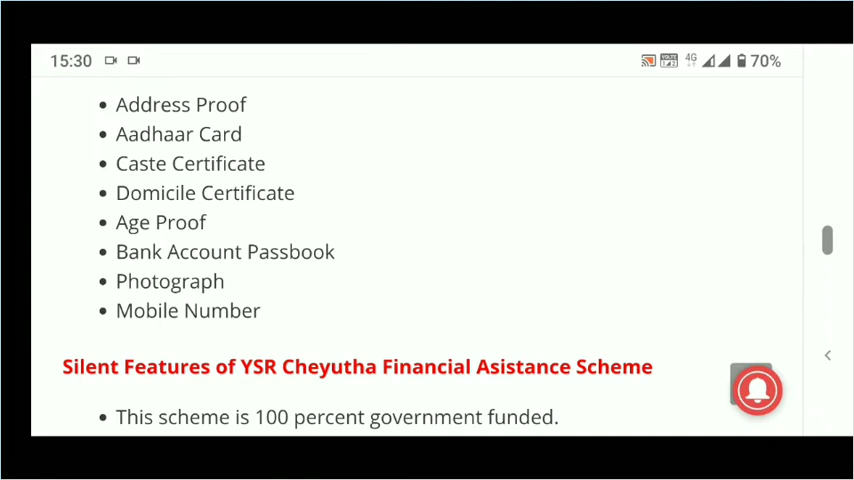 15:30 4G 70%
Address Proof
Aadhaar Card
Caste Certificate
Domicile Certificate
Age Proof
Bank Account Passbook
Photograph
Mobile Number
Silent Features of YSR Cheyutha Financial Asistance Scheme
This scheme is 100 percent government funded.